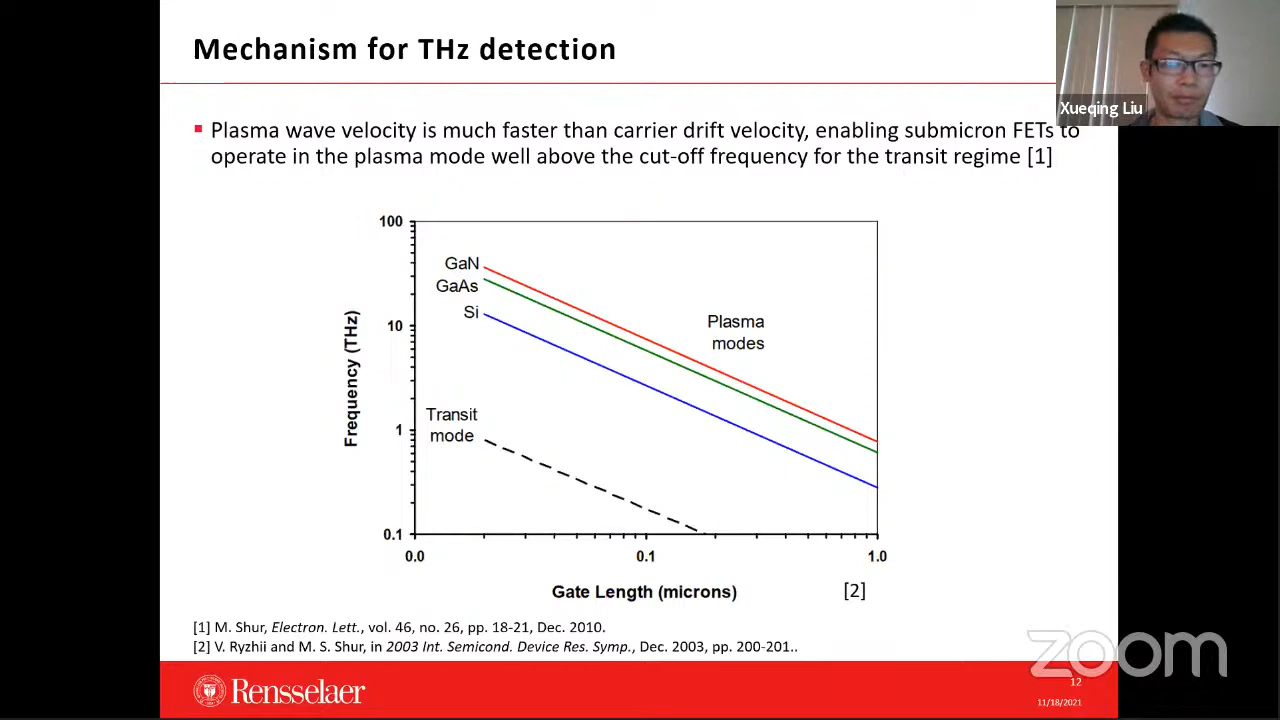 Mechanism for THz detection
Xueqing Liu
Plasma wave velocity is much faster than carrier drift velocity, enabling submicron FETs to
operate in the plasma mode well above the cut-off frequency for the transit regime [1]
100
10
1
0.1
Frequency (THz)
GaN
GaAs
Si
Plasma
modes
Transit
mode
0.0 0.1 1.0
Gate Length (microns)
[2]
[1] M. Shur, Electron. Lett., vol. 46, no. 26, pp. 18-21, Dec. 2010.
[2] V. Ryzhii and M. S. Shur, in 2003 Int. Semicond. Device Res. Symp., Dec. 2003, pp. 200-201..
zoom
Rensselaer
12
11/18/2021